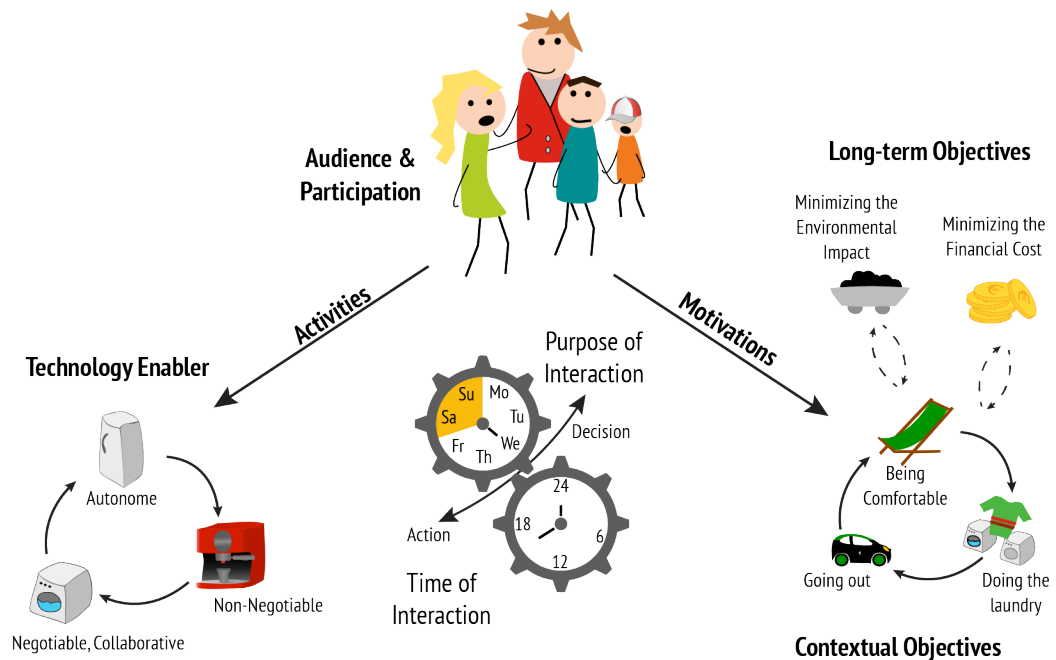 Audience &
Participation
Long-term Objectives
Minimizing the
Environmental
Impact
Minimizing the
Financial Cost
Activities
Motivations
Technology Enabler
Purpose of
Interaction
Su
Mo
Sa
Tu
Fr
We
Th
Decision
24
18
6
12
Action
Time of
Interaction
Autonome
Non-Negotiable
Negotiable, Collaborative
Being
Comfortable
Going out
Doing the
laundry
Contextual Objectives